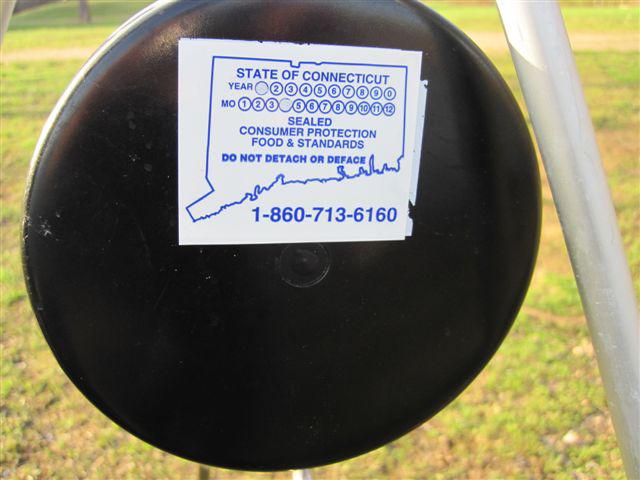 STATE OF CONNECTICUT
YEAR 2 3 4 5 6 7 8 9 0
MO 1 2 3 5 6 7 8 9 10 11 12
SEALED
CONSUMER PROTECTION
FOOD & STANDARDS
DO NOT DETACH OR DEFACE
1-860-713-6160